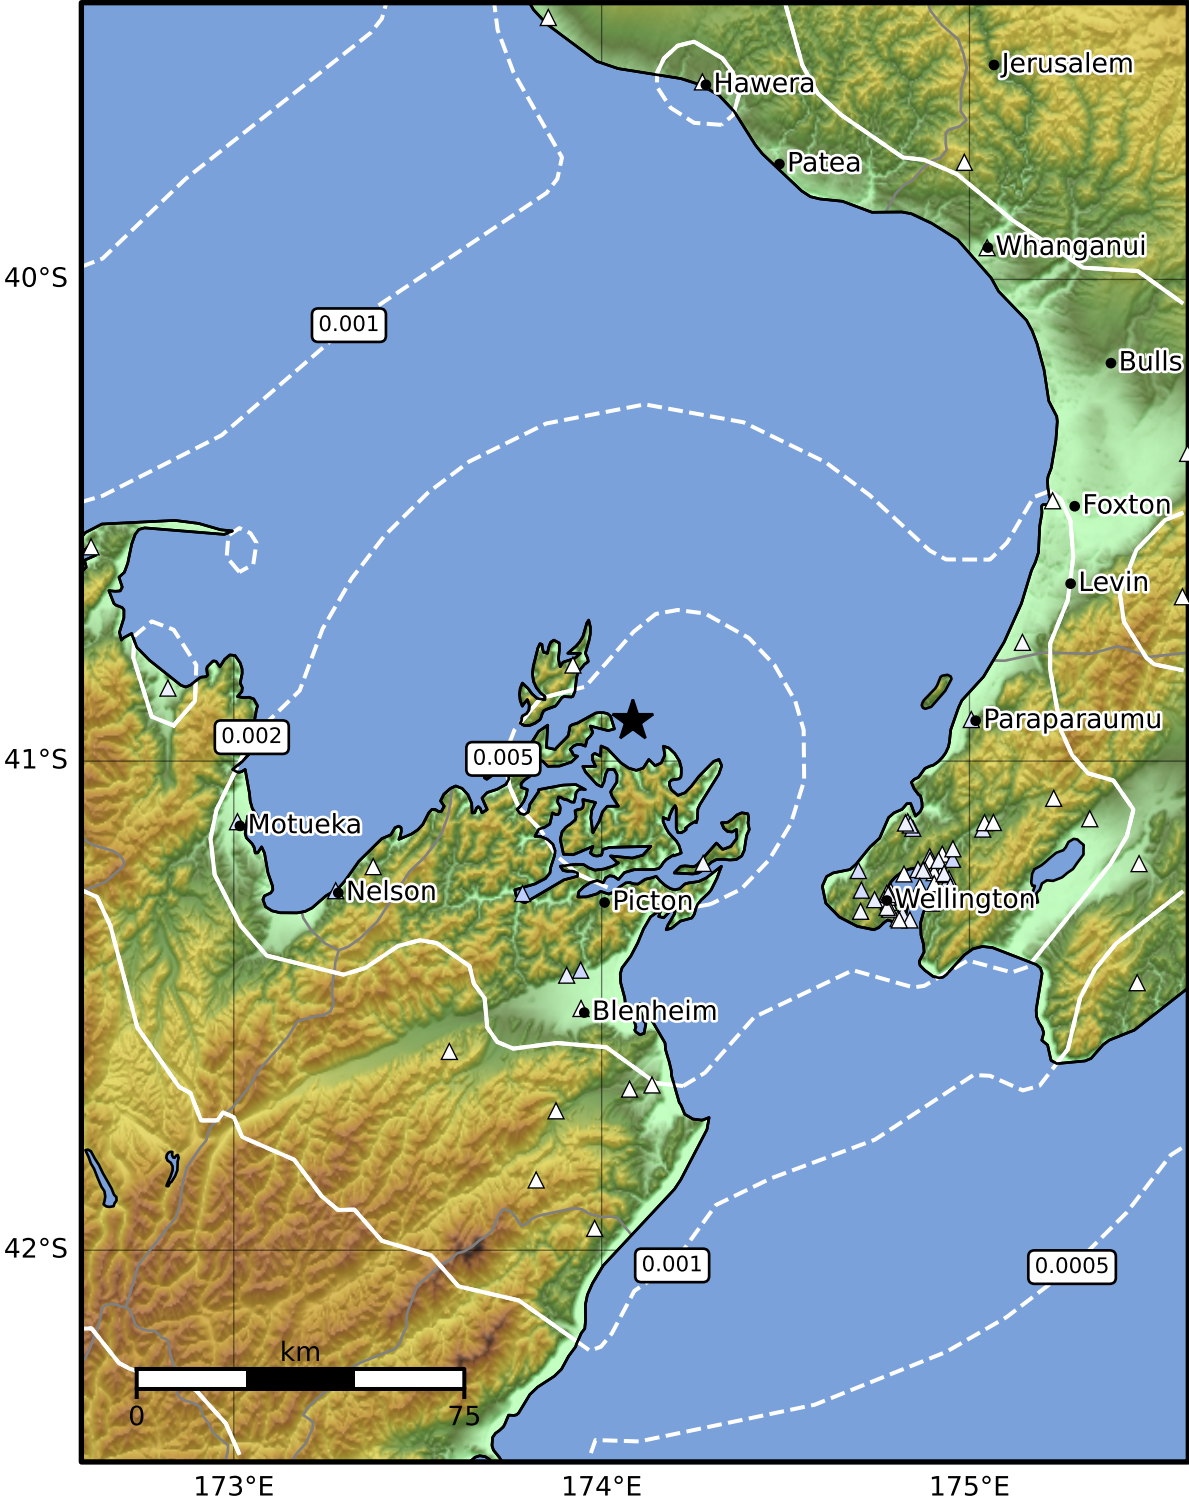 Jerusalem
Hawera
Patea
Whanganui
40°S
0.001
Bulls
Foxton
Levin
Paraparaumu
0.002
0.005
41°S
Motueka
Nelson
Picton
Wellington
Blenheim
42°S
0.001
0.0005
km
0 75
173°E 174°E 175°E